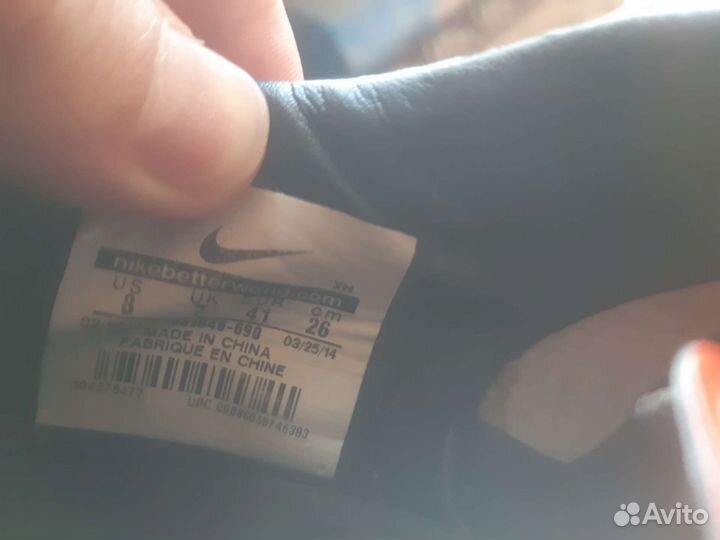 nikebetterworld.com XH
US UK EUR cm
8 7 41 26
03/25/14
MADE IN CHINA
FABRIQUE EN CHINE
UPC
Avito